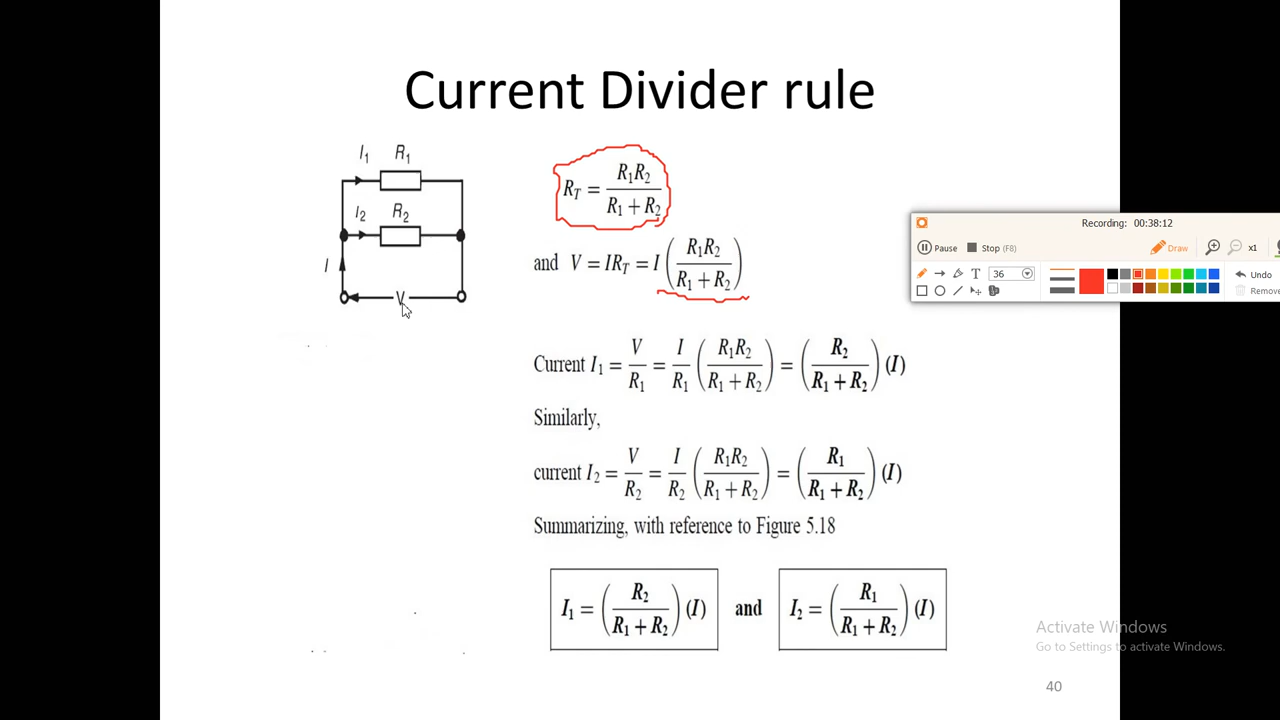 Current Divider rule
I₁ R₁
I₂ R₂
I
V
R_T = R₁R₂ / (R₁ + R₂)
and V = IR_T = I (R₁R₂ / (R₁ + R₂))
Current I₁ = V/R₁ = I/R₁ (R₁R₂ / (R₁ + R₂)) = (R₂ / (R₁ + R₂)) (I)
Similarly,
current I₂ = V/R₂ = I/R₂ (R₁R₂ / (R₁ + R₂)) = (R₁ / (R₁ + R₂)) (I)
Summarizing, with reference to Figure 5.18
I₁ = (R₂ / (R₁ + R₂)) (I) and I₂ = (R₁ / (R₁ + R₂)) (I)
40
Recording: 00:38:12
Pause Stop (F8) Draw x1
T 36 Undo
Remove
Activate Windows
Go to Settings to activate Windows.